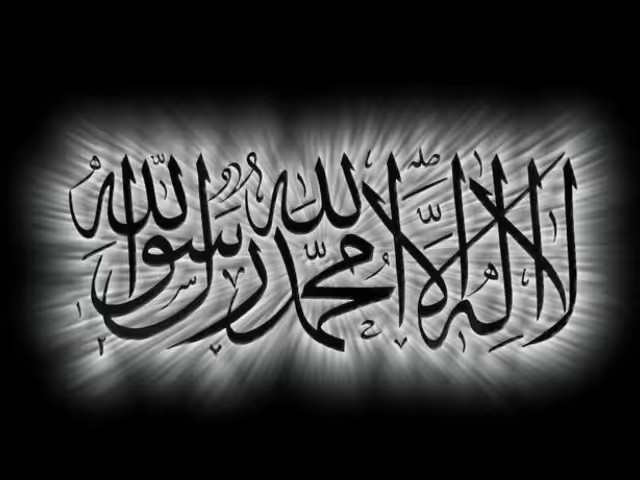 لا إله إلا الله محمد رسول الله